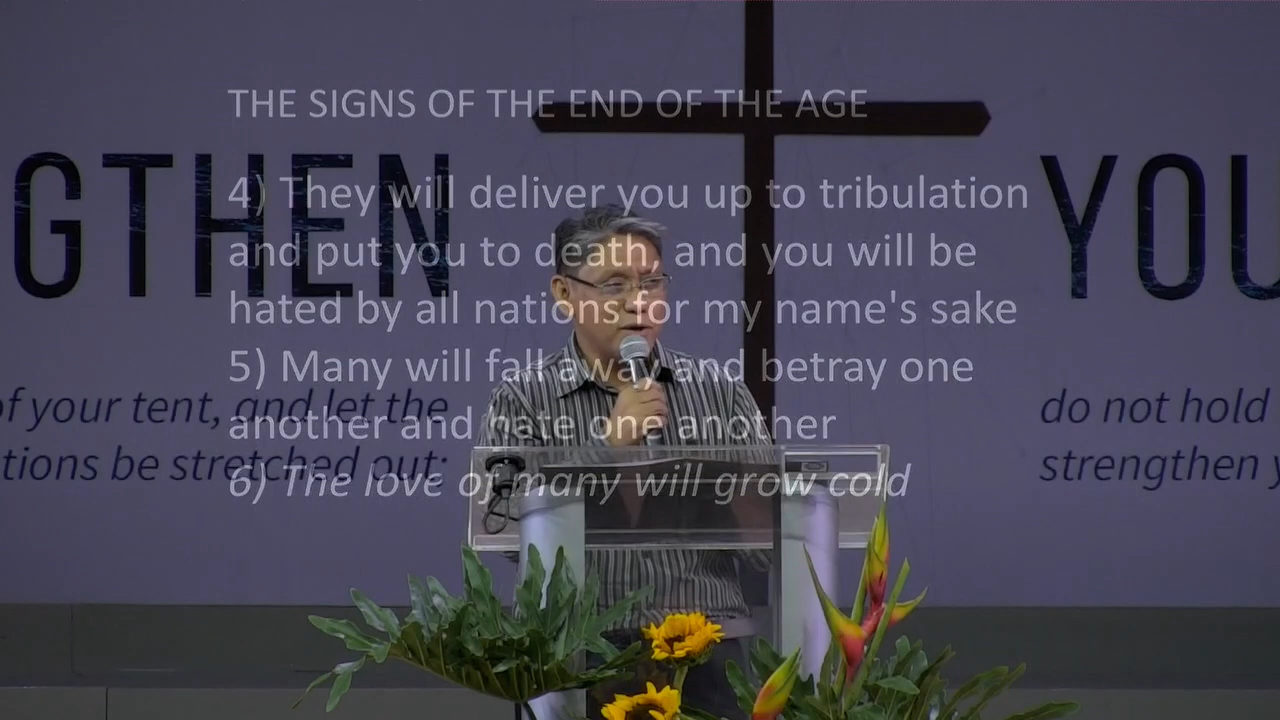 THE SIGNS OF THE END OF THE AGE
4) They will deliver you up to tribulation
and put you to death, and you will be
hated by all nations for my name's sake
5) Many will fall away and betray one
another and hate one another
6) The love of many will grow cold
GTHEN
YOU
of your tent, and let the
tions be stretched out;
do not hold
strengthen y